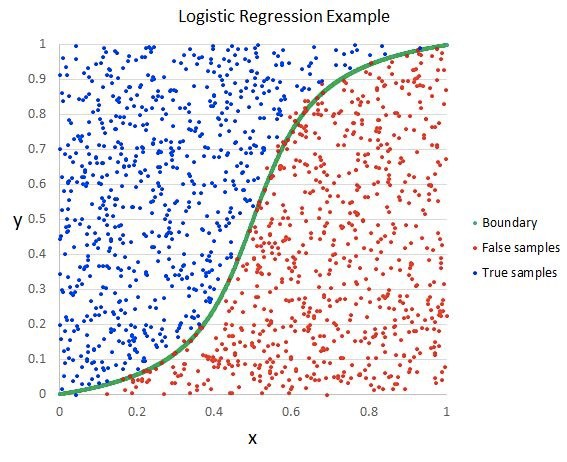 Logistic Regression Example
1
0.9
0.8
0.7
0.6
y
0.5
0.4
0.3
0.2
0.1
0
0 0.2 0.4 0.6 0.8 1
x
Boundary
False samples
True samples